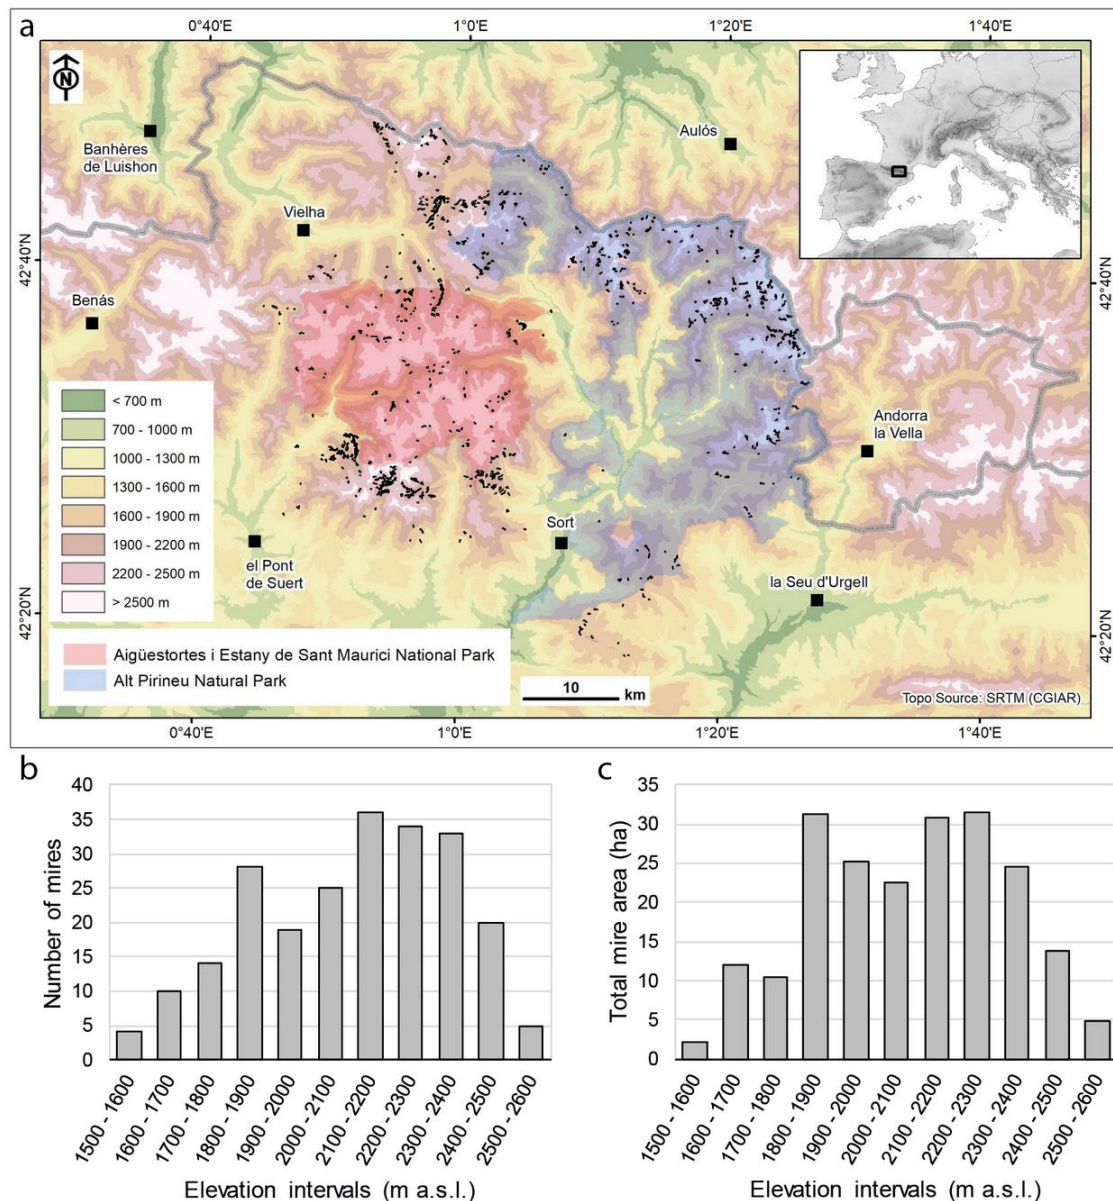 a
0°40'E
1°0'E
1°20'E
1°40'E
N
Banhères
de Luishon
Aulós
Vielha
42°40'N
42°40'N
Benás
< 700 m
700 - 1000 m
1000 - 1300 m
1300 - 1600 m
1600 - 1900 m
1900 - 2200 m
2200 - 2500 m
> 2500 m
Andorra
la Vella
Sort
el Pont
de Suert
la Seu d'Urgell
42°20'N
42°20'N
Aigüestortes i Estany de Sant Maurici National Park
Alt Pirineu Natural Park
10
km
Topo Source: SRTM (CGIAR)
0°40'E
1°0'E
1°20'E
1°40'E
b
Number of mires
40
35
30
25
20
15
10
5
0
1500 - 1600
1600 - 1700
1700 - 1800
1800 - 1900
1900 - 2000
2000 - 2100
2100 - 2200
2200 - 2300
2300 - 2400
2400 - 2500
2500 - 2600
Elevation intervals (m a.s.l.)
c
Total mire area (ha)
35
30
25
20
15
10
5
0
1500 - 1600
1600 - 1700
1700 - 1800
1800 - 1900
1900 - 2000
2000 - 2100
2100 - 2200
2200 - 2300
2300 - 2400
2400 - 2500
2500 - 2600
Elevation intervals (m a.s.l.)